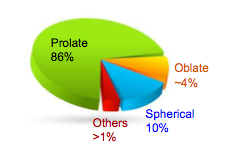 Prolate
86%
Oblate
~4%
Spherical
10%
Others
>1%